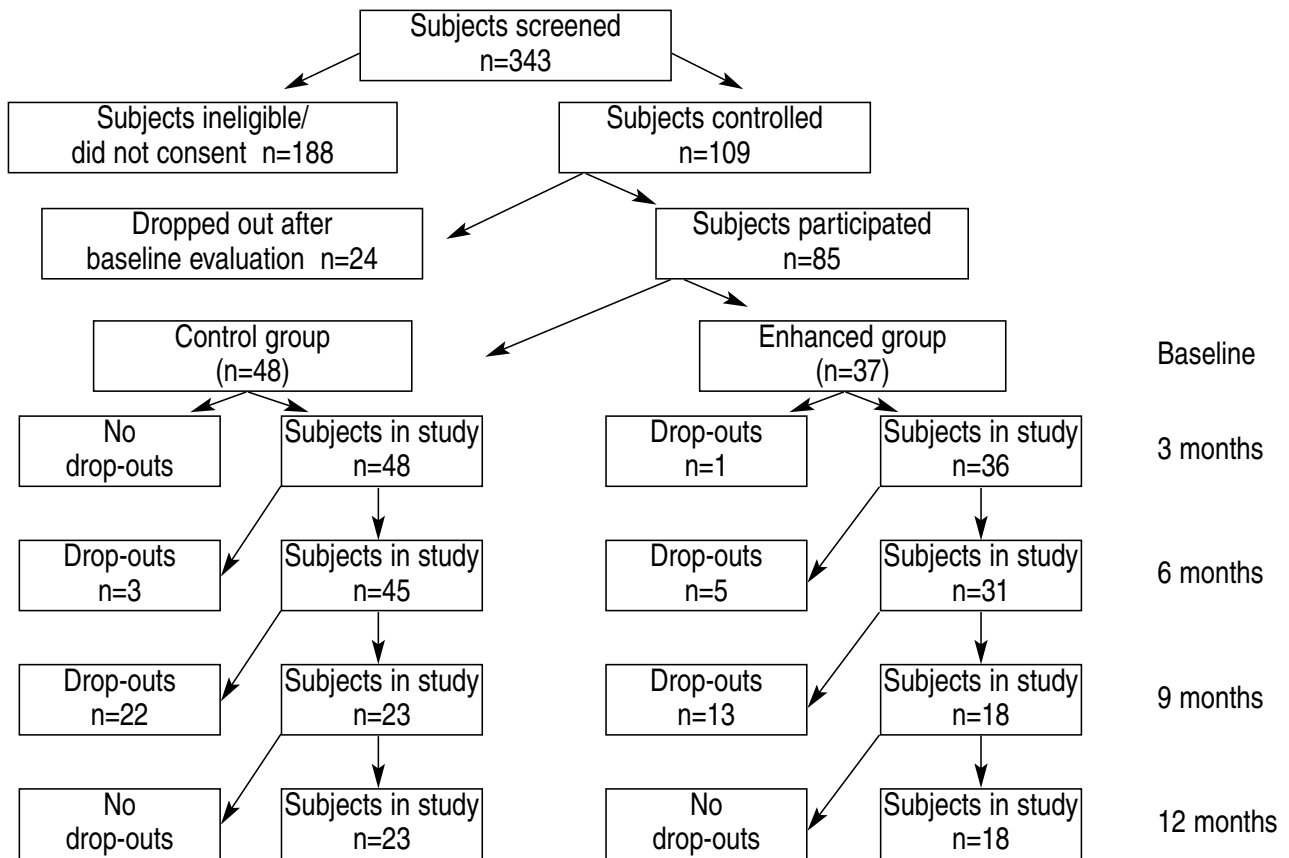 Subjects screened
n=343
Subjects ineligible/
did not consent n=188
Subjects controlled
n=109
Dropped out after
baseline evaluation n=24
Subjects participated
n=85
Control group
(n=48)
Enhanced group
(n=37)
Baseline
No
drop-outs
Subjects in study
n=48
Drop-outs
n=1
Subjects in study
n=36
3 months
Drop-outs
n=3
Subjects in study
n=45
Drop-outs
n=5
Subjects in study
n=31
6 months
Drop-outs
n=22
Subjects in study
n=23
Drop-outs
n=13
Subjects in study
n=18
9 months
No
drop-outs
Subjects in study
n=23
No
drop-outs
Subjects in study
n=18
12 months